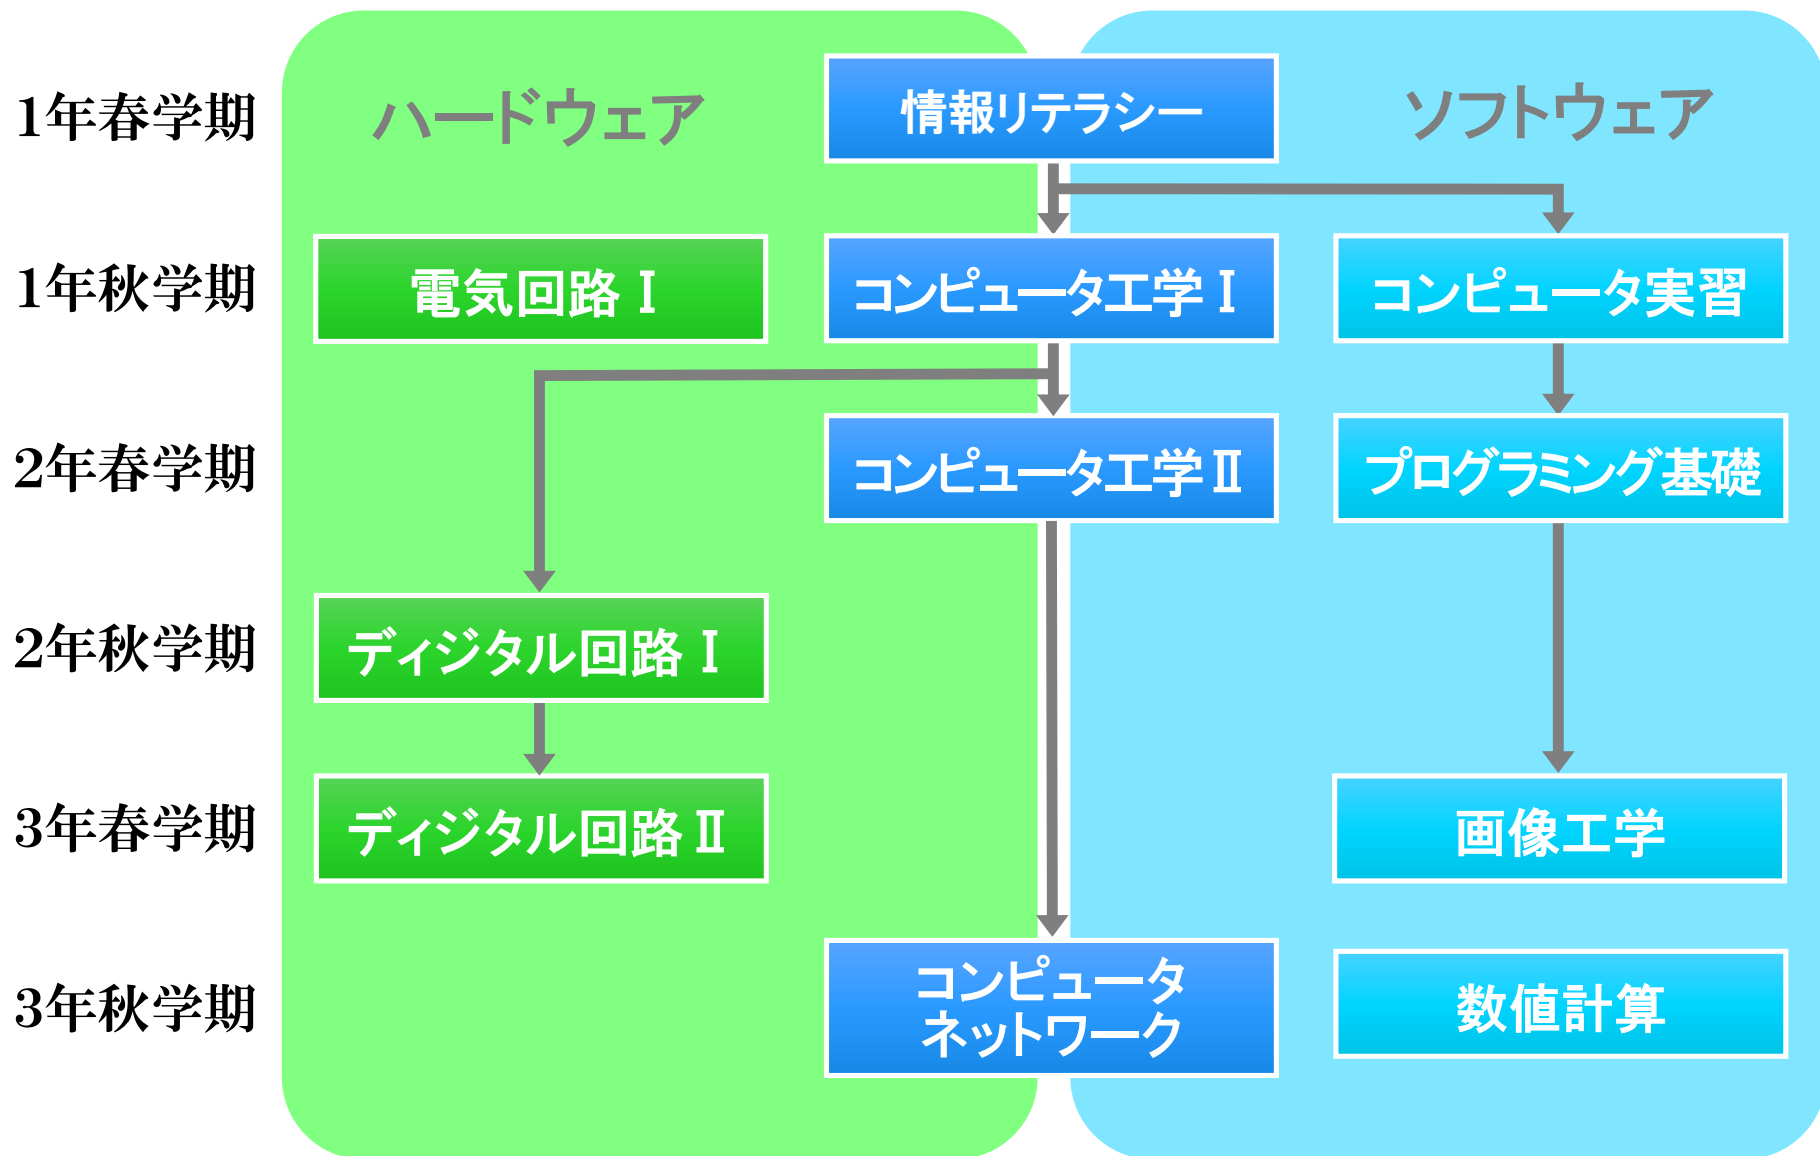 1年春学期
ハードウェア
情報リテラシー
ソフトウェア
1年秋学期
電気回路Ⅰ
コンピュータ工学Ⅰ
コンピュータ実習
2年春学期
コンピュータ工学Ⅱ
プログラミング基礎
2年秋学期
ディジタル回路Ⅰ
3年春学期
ディジタル回路Ⅱ
画像工学
3年秋学期
コンピュータ
ネットワーク
数値計算